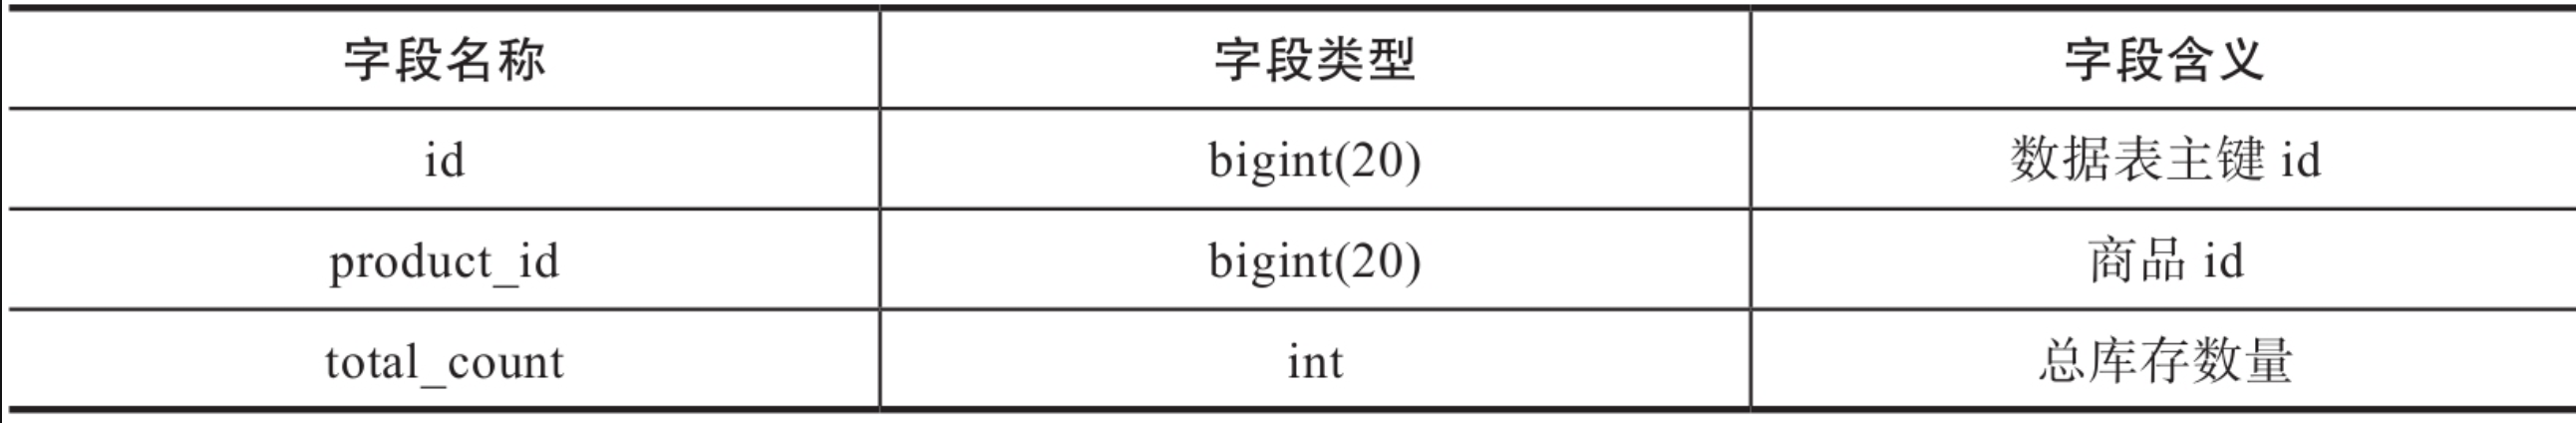 字段名称 字段类型 字段含义
id bigint(20) 数据表主键 id
product_id bigint(20) 商品 id
total_count int 总库存数量